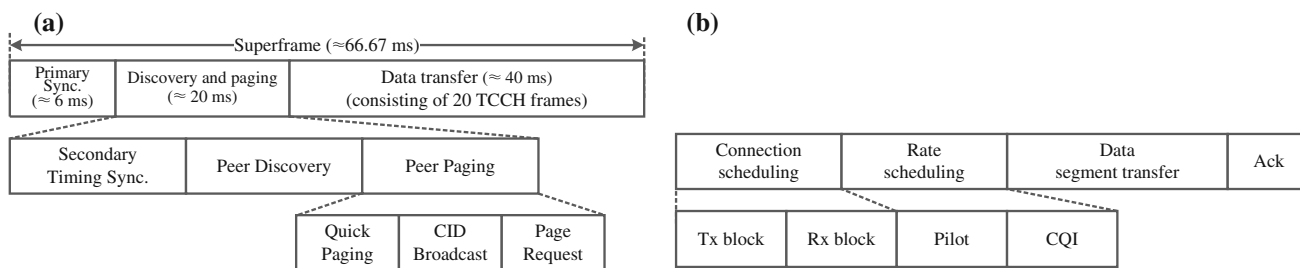 (a)
Superframe (≈66.67 ms)
Primary
Sync.
(≈ 6 ms)
Discovery and paging
(≈ 20 ms)
Data transfer (≈ 40 ms)
(consisting of 20 TCCH frames)
Secondary
Timing Sync.
Peer Discovery
Peer Paging
Quick
Paging
CID
Broadcast
Page
Request
(b)
Connection
scheduling
Rate
scheduling
Data
segment transfer
Ack
Tx block
Rx block
Pilot
CQI